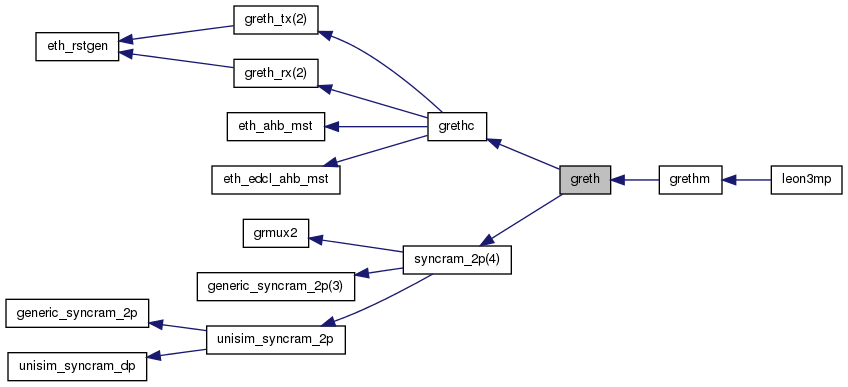 greth_tx(2)
eth_rstgen
greth_rx(2)
eth_ahb_mst
grethc
eth_edcl_ahb_mst
greth
grethm
leon3mp
grmux2
syncram_2p(4)
generic_syncram_2p(3)
generic_syncram_2p
unisim_syncram_2p
unisim_syncram_dp